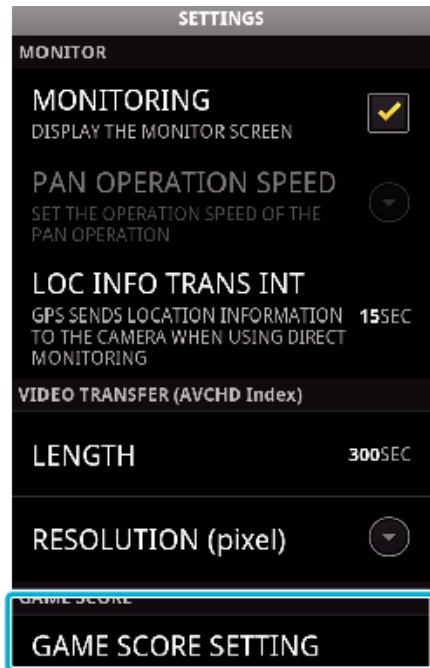 SETTINGS
MONITOR
MONITORING
DISPLAY THE MONITOR SCREEN
PAN OPERATION SPEED
SET THE OPERATION SPEED OF THE
PAN OPERATION
LOC INFO TRANS INT
GPS SENDS LOCATION INFORMATION 15SEC
TO THE CAMERA WHEN USING DIRECT
MONITORING
VIDEO TRANSFER (AVCHD Index)
LENGTH 300SEC
RESOLUTION (pixel)
GAME SCORE
GAME SCORE SETTING